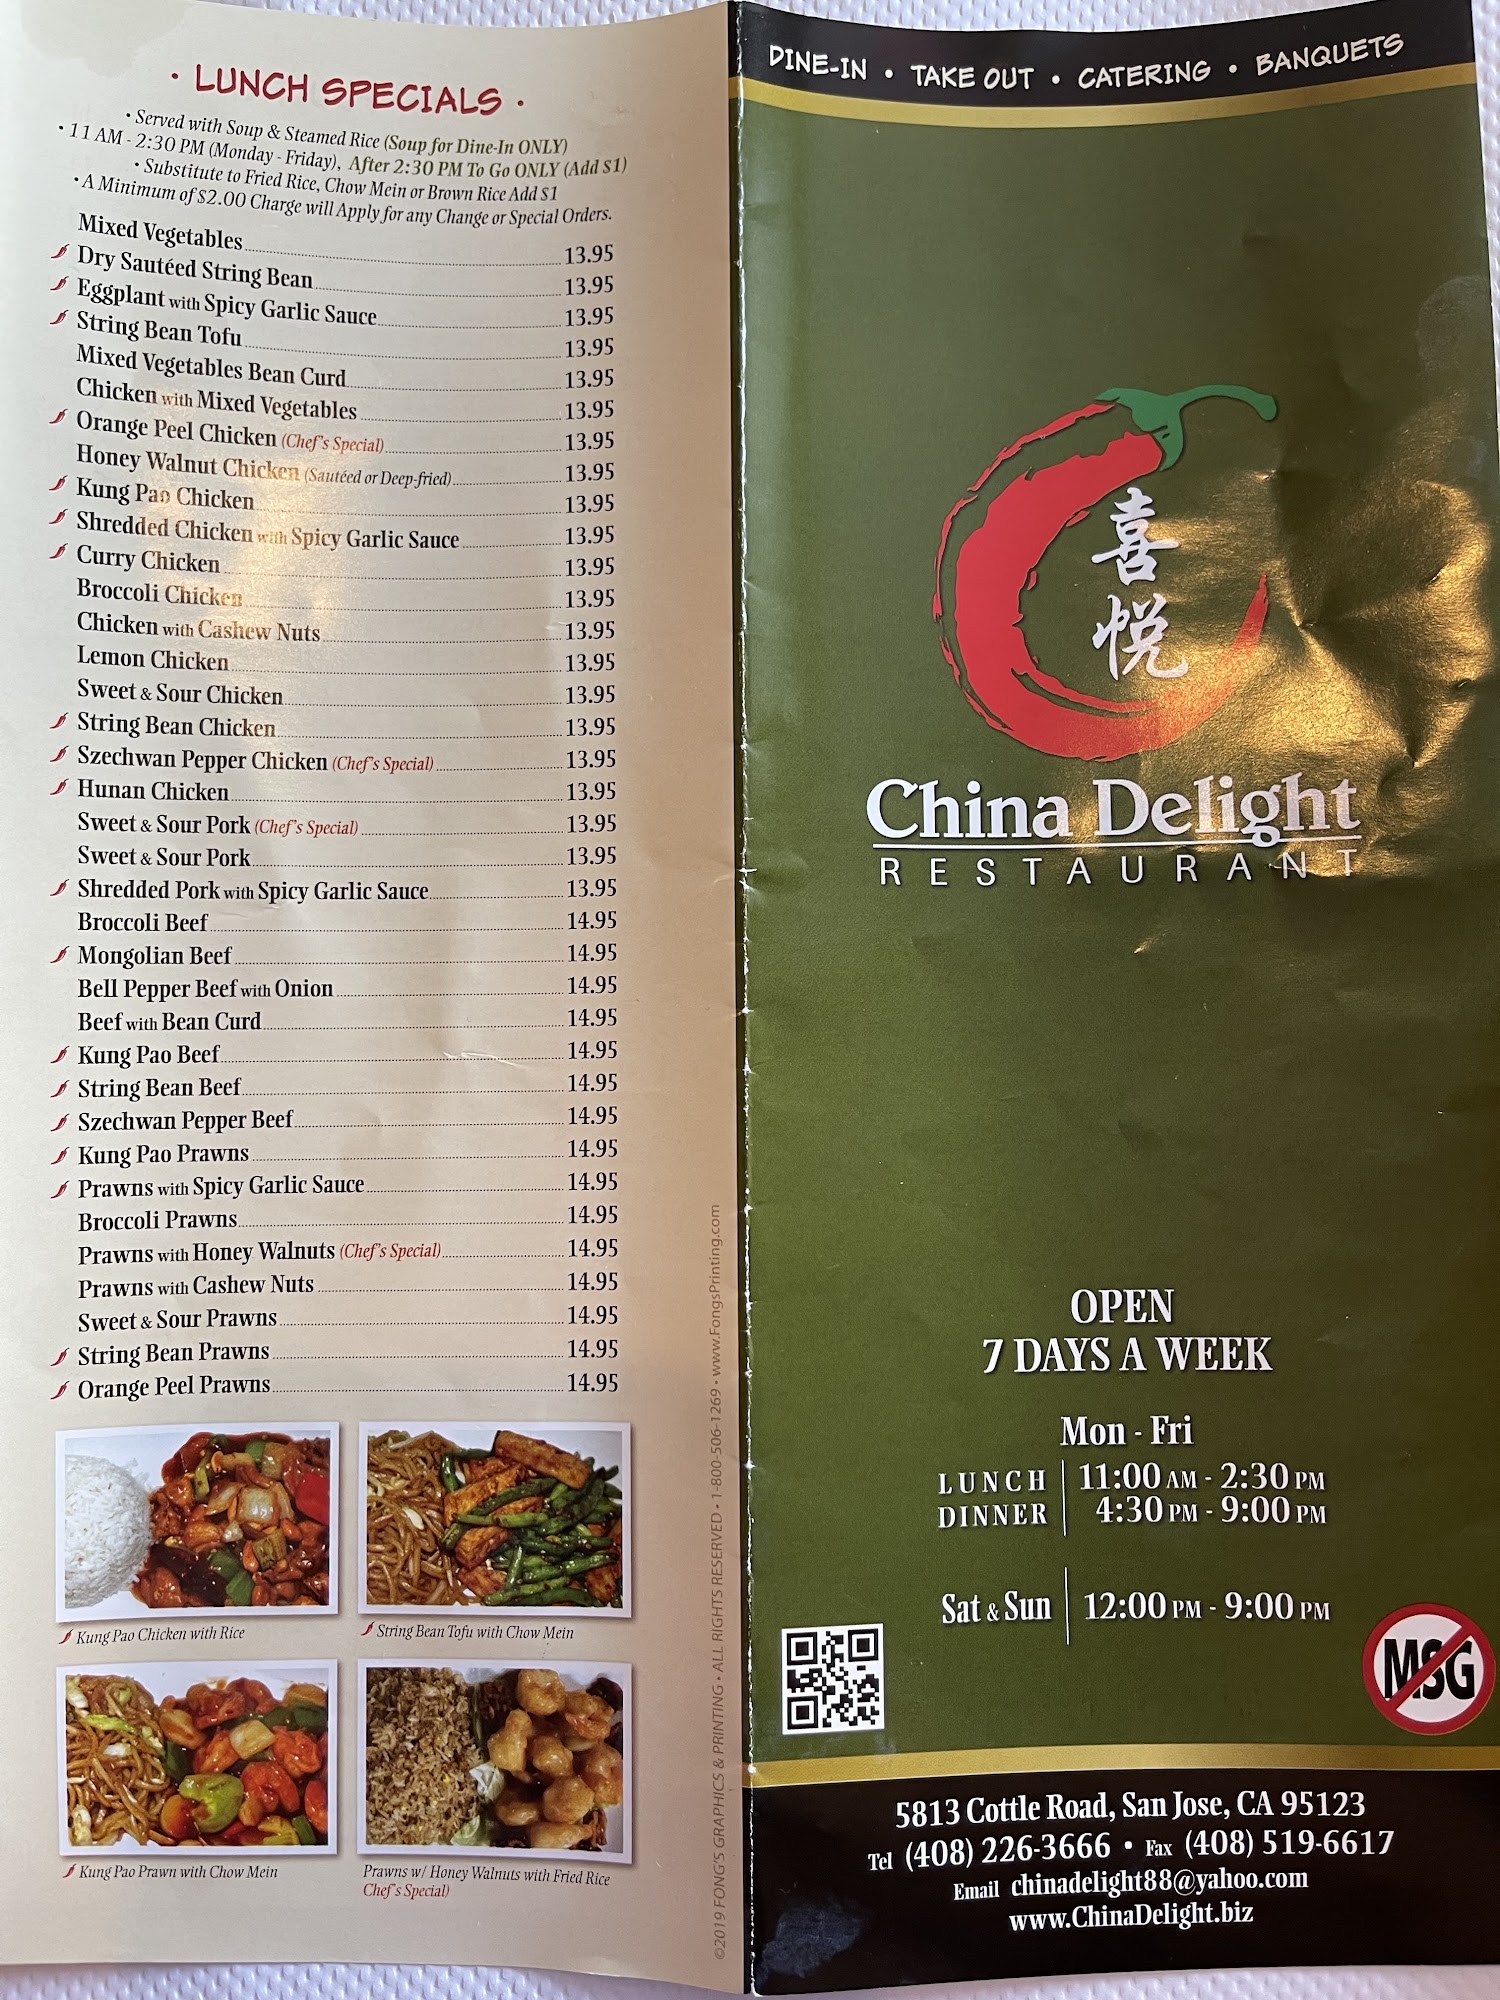 • LUNCH SPECIALS •
• Served with Soup & Steamed Rice (Soup for Dine-In ONLY)
• 11 AM - 2:30 PM (Monday - Friday), After 2:30 PM To Go ONLY (Add $1)
• Substitute to Fried Rice, Chow Mein or Brown Rice Add $1
• A Minimum of $2.00 Charge will Apply for any Change or Special Orders.
Mixed Vegetables 13.95
Dry Sautéed String Bean 13.95
Eggplant with Spicy Garlic Sauce 13.95
String Bean Tofu 13.95
Mixed Vegetables Bean Curd 13.95
Chicken with Mixed Vegetables 13.95
Orange Peel Chicken (Chef's Special) 13.95
Honey Walnut Chicken (Sautéed or Deep-fried) 13.95
Kung Pao Chicken 13.95
Shredded Chicken with Spicy Garlic Sauce 13.95
Curry Chicken 13.95
Broccoli Chicken 13.95
Chicken with Cashew Nuts 13.95
Lemon Chicken 13.95
Sweet & Sour Chicken 13.95
String Bean Chicken 13.95
Szechwan Pepper Chicken (Chef's Special) 13.95
Hunan Chicken 13.95
Sweet & Sour Pork (Chef's Special) 13.95
Sweet & Sour Pork 13.95
Shredded Pork with Spicy Garlic Sauce 13.95
Broccoli Beef 14.95
Mongolian Beef 14.95
Bell Pepper Beef with Onion 14.95
Beef with Bean Curd 14.95
Kung Pao Beef 14.95
String Bean Beef 14.95
Szechwan Pepper Beef 14.95
Kung Pao Prawns 14.95
Prawns with Spicy Garlic Sauce 14.95
Broccoli Prawns 14.95
Prawns with Honey Walnuts (Chef's Special) 14.95
Prawns with Cashew Nuts 14.95
Sweet & Sour Prawns 14.95
String Bean Prawns 14.95
Orange Peel Prawns 14.95
Kung Pao Chicken with Rice
String Bean Tofu with Chow Mein
Kung Pao Prawn with Chow Mein
Prawns w/ Honey Walnuts with Fried Rice
Chef's Special)
©2019 FONG'S GRAPHICS & PRINTING • ALL RIGHTS RESERVED • 1-800-506-1269 • www.FongsPrinting.com
DINE-IN • TAKE OUT • CATERING • BANQUETS
喜
悦
China Delight
RESTAURANT
OPEN
7 DAYS A WEEK
Mon - Fri
LUNCH 11:00 AM - 2:30 PM
DINNER 4:30 PM - 9:00 PM
Sat & Sun 12:00 PM - 9:00 PM
MSG
5813 Cottle Road, San Jose, CA 95123
Tel (408) 226-3666 • Fax (408) 519-6617
Email chinadelight88@yahoo.com
www.ChinaDelight.biz